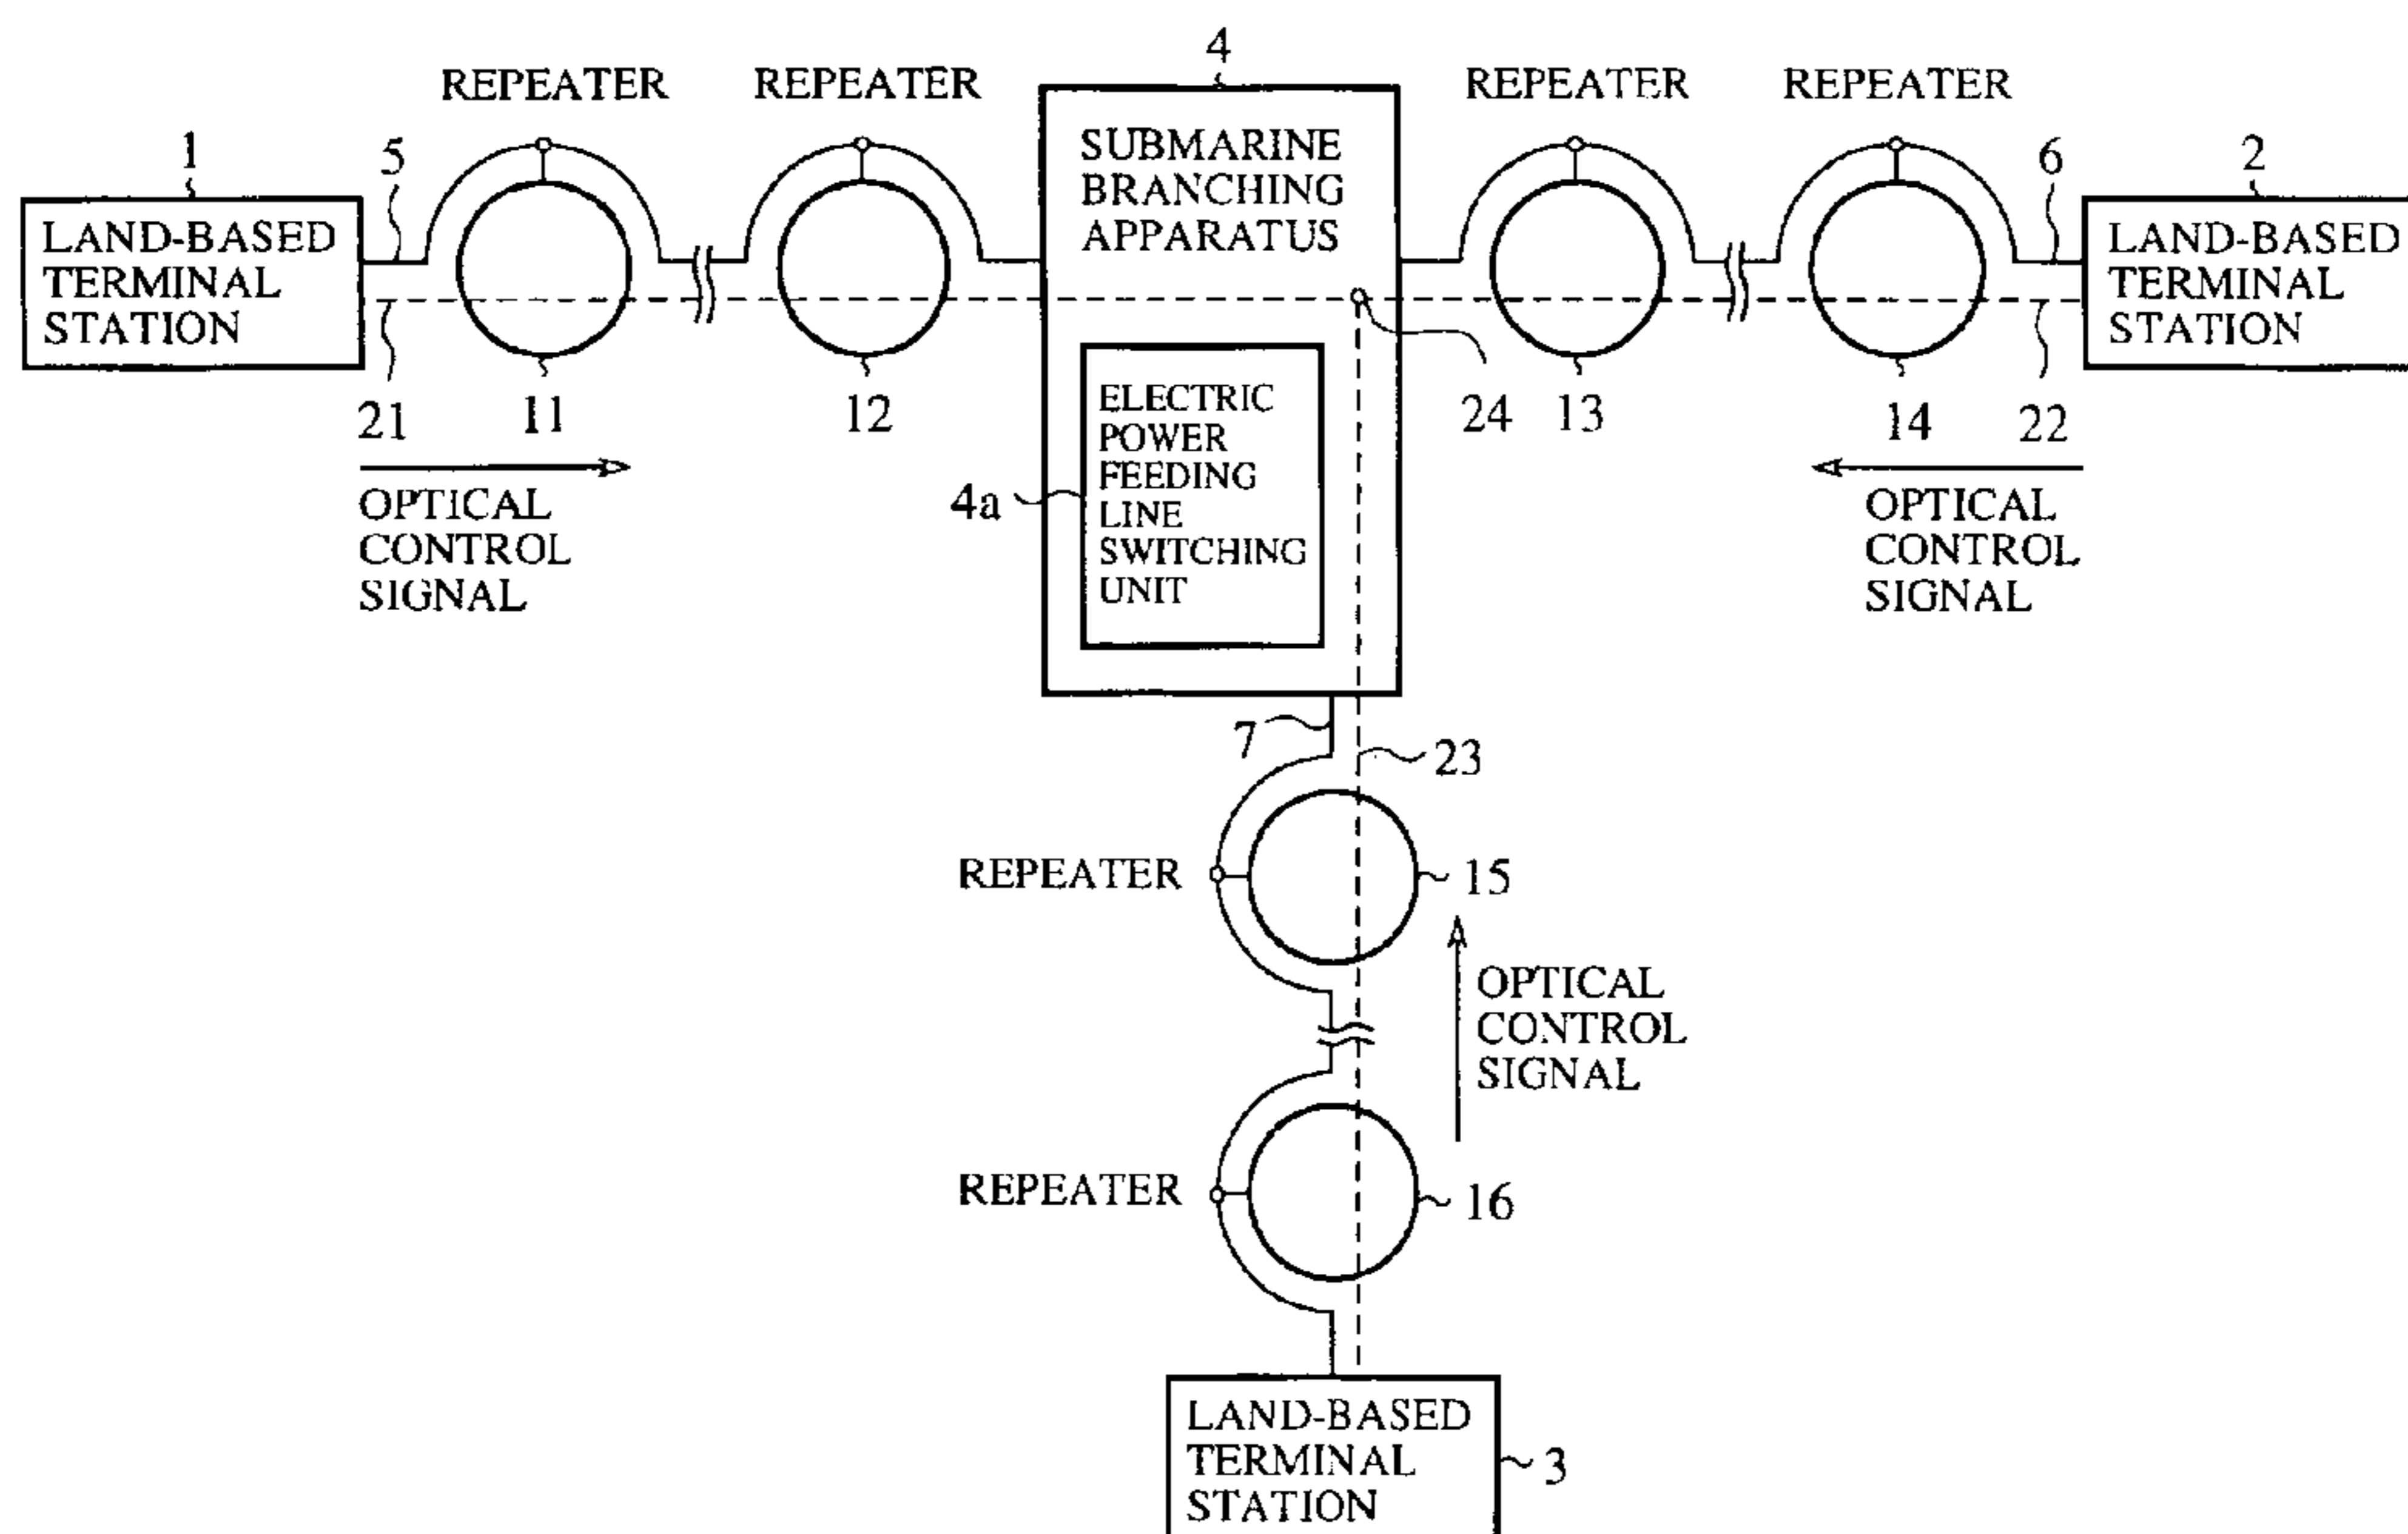 4
REPEATER
REPEATER
REPEATER
REPEATER
1
5
SUBMARINE
BRANCHING
APPARATUS
6
2
LAND-BASED
TERMINAL
STATION
LAND-BASED
TERMINAL
STATION
21
11
12
24
13
14
22
ELECTRIC
POWER
FEEDING
LINE
SWITCHING
UNIT
4a
OPTICAL
CONTROL
SIGNAL
OPTICAL
CONTROL
SIGNAL
7
23
REPEATER
15
OPTICAL
CONTROL
SIGNAL
REPEATER
16
LAND-BASED
TERMINAL
STATION
3